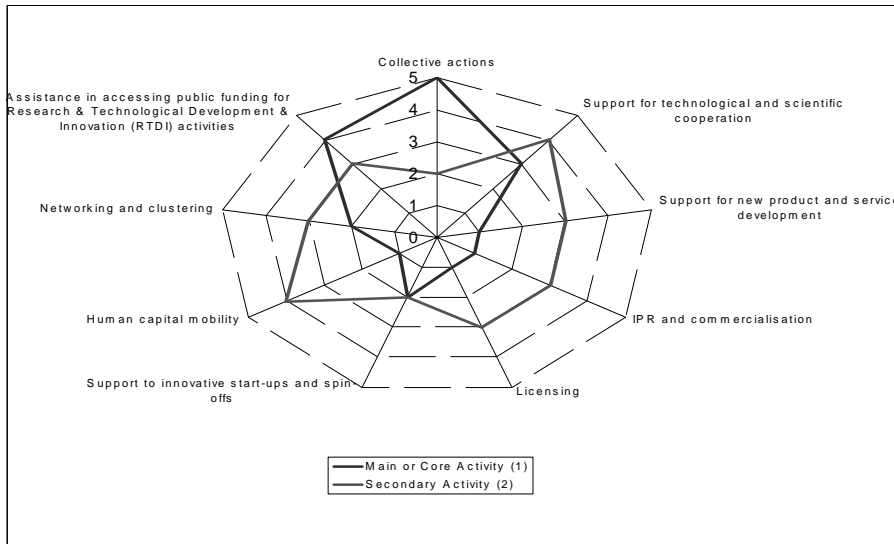 Collective actions
5
4
3
2
1
0
Assistance in accessing public funding for
Research & Technological Development &
Innovation (RTDI) activities
Support for technological and scientific
cooperation
Networking and clustering
Support for new product and service
development
Human capital mobility
IPR and commercialisation
Support to innovative start-ups and spin-
offs
Licensing
Main or Core Activity (1)
Secondary Activity (2)